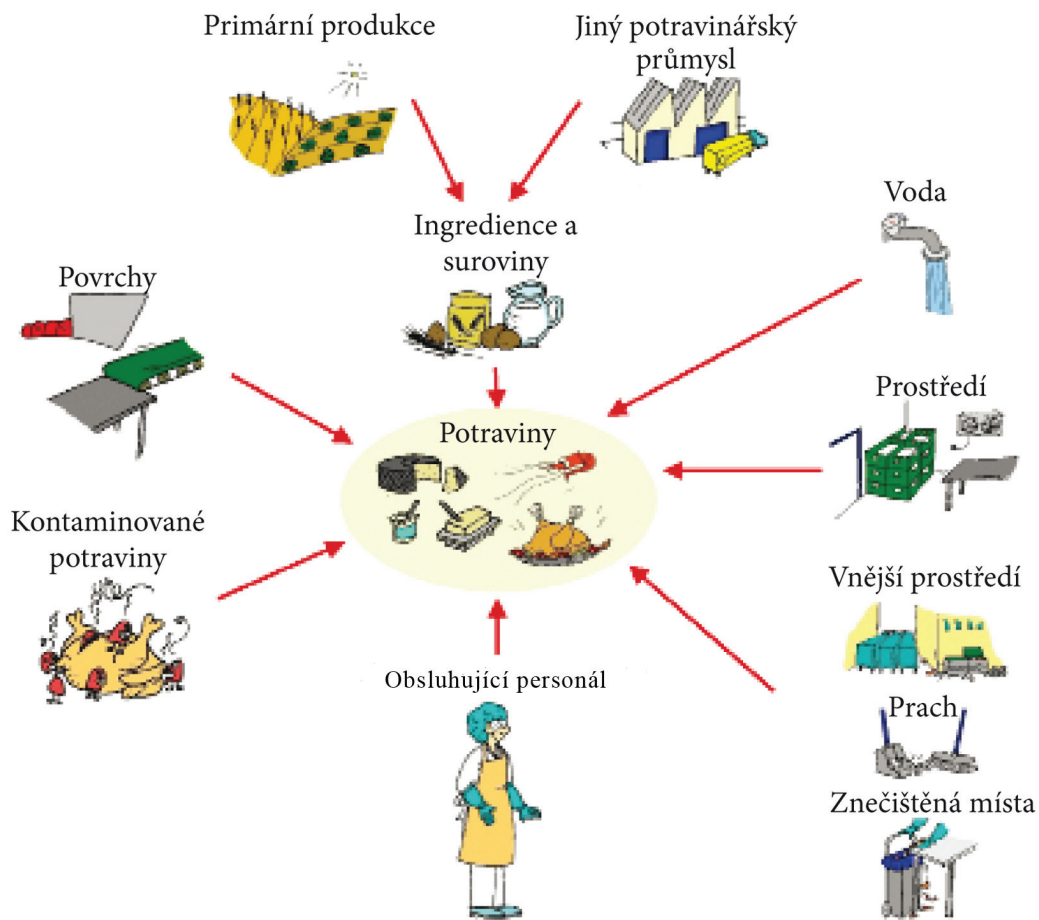 Primární produkce
Jiný potravinářský
průmysl
Ingredience a
suroviny
Voda
Povrchy
Prostředí
Potraviny
Kontaminované
potraviny
Vnější prostředí
Obsluhující personál
Prach
Znečištěná místa